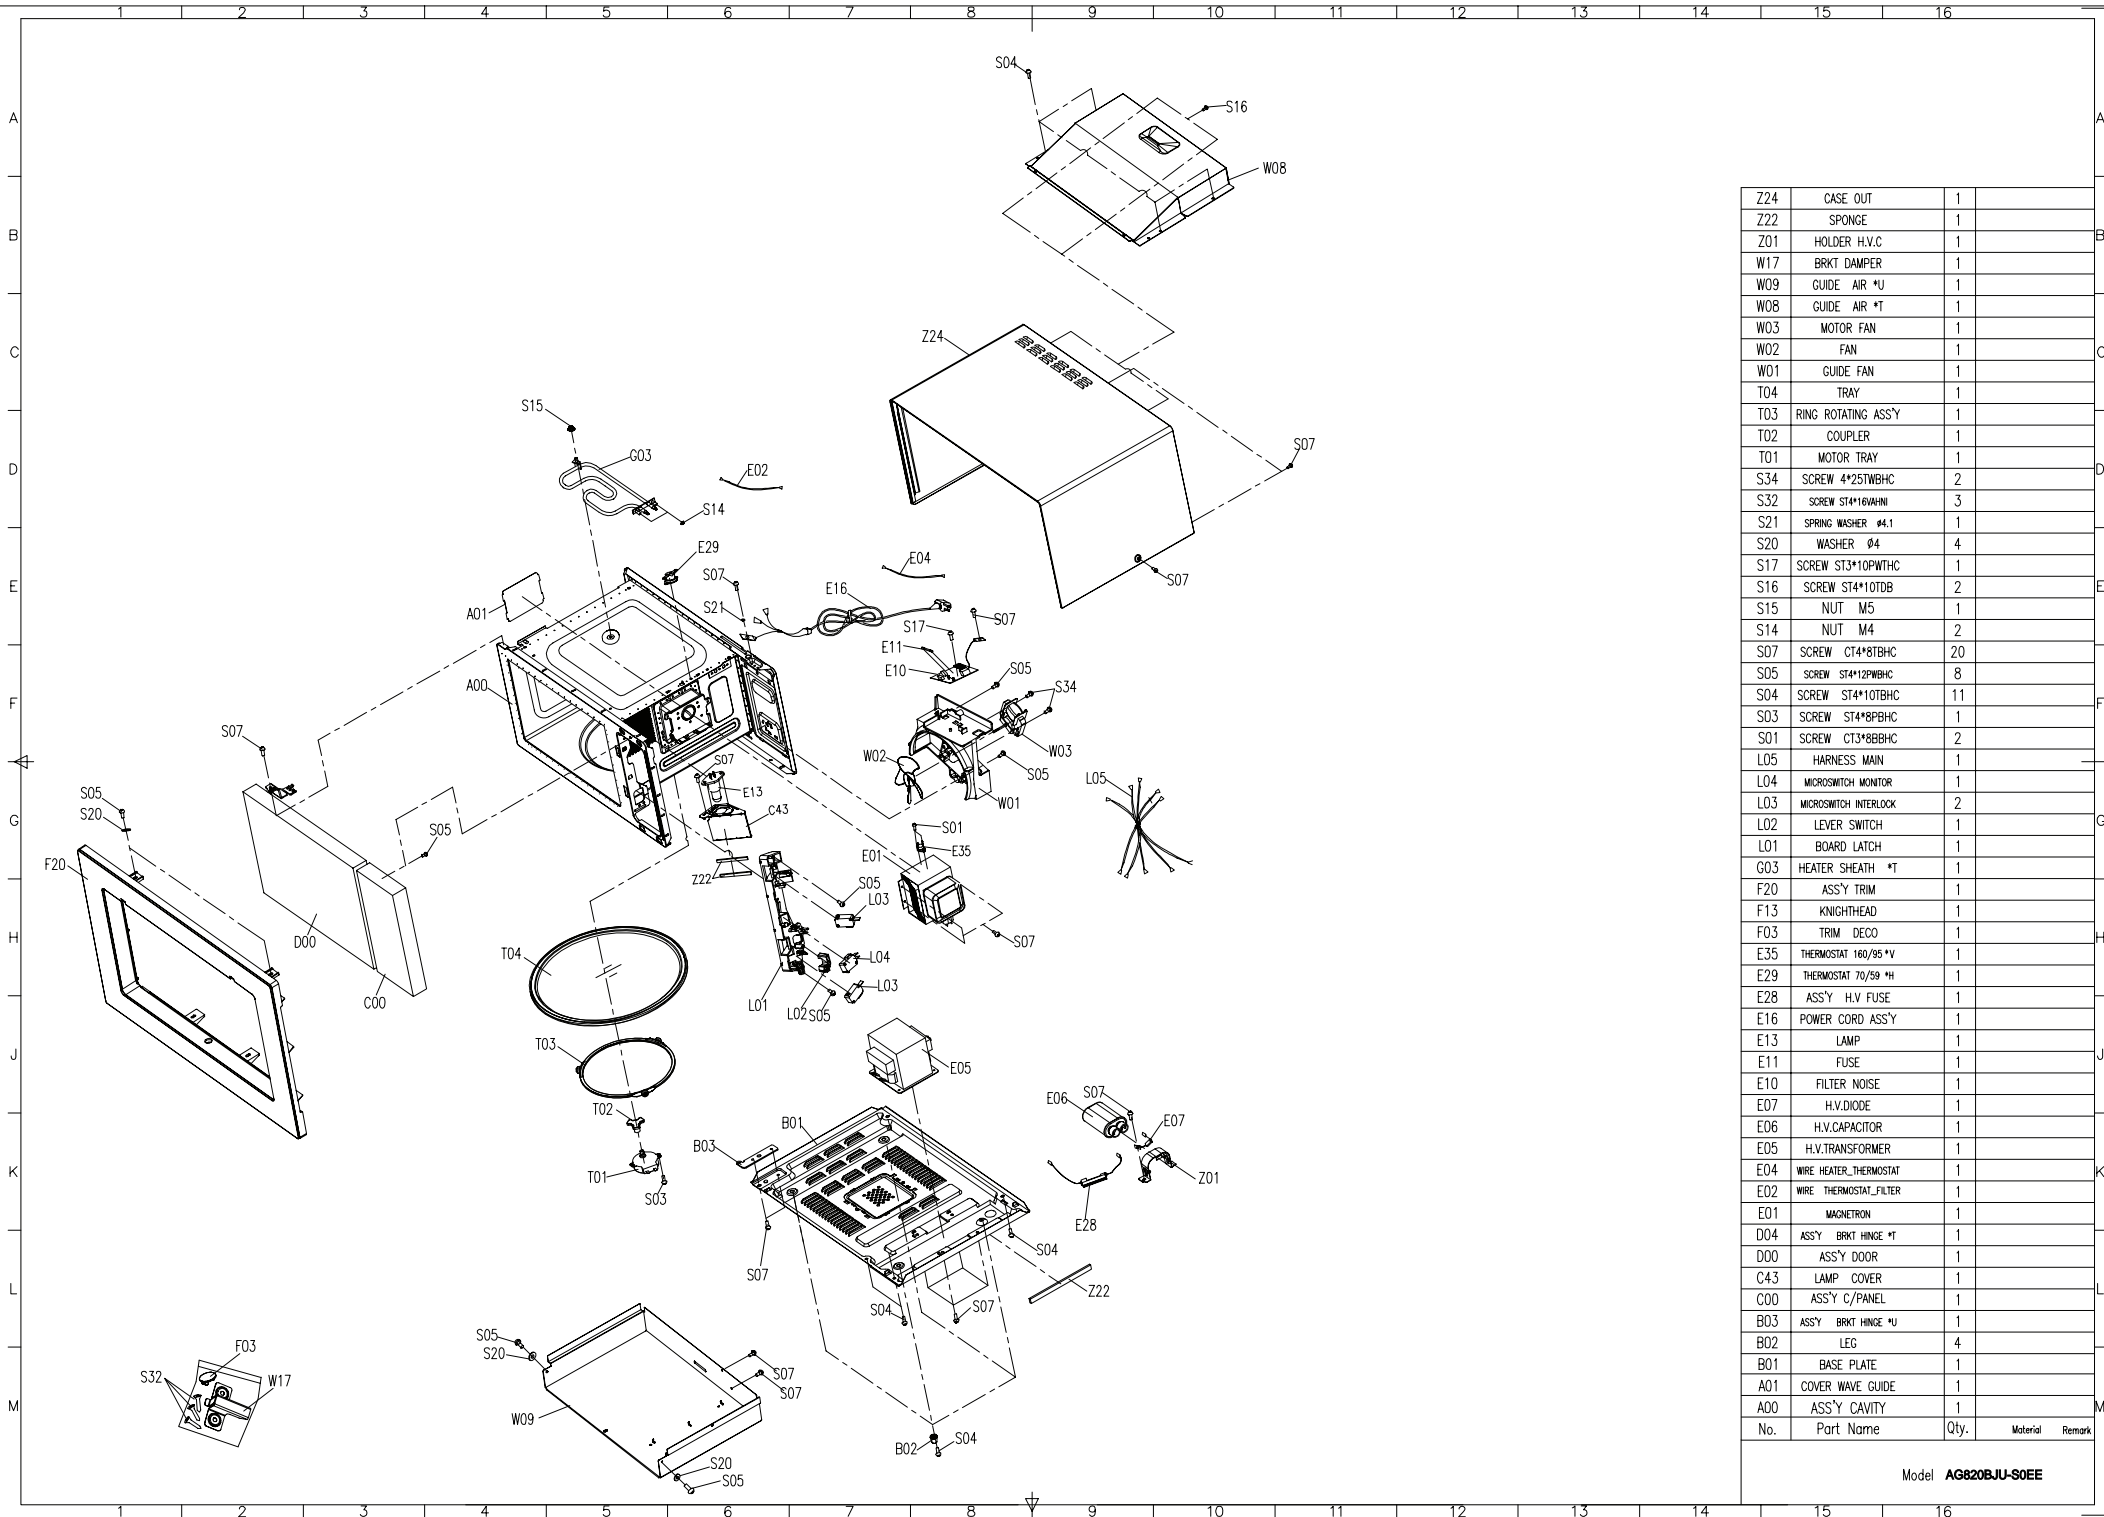 1 2 3 4 5 6 7 8 9 10 11 12 13 14 15 16
A A
B B
C C
D D
E E
F F
G G
H H
J J
K K
L L
M M
S04
S16
W08
Z24
S15
G03
E02
S07
S14
E29
S07
E04
S07
E16
A01
S21
S17
S07
E11
E10
S05
A00
S34
S07
W03
W02
S07
S05
L05
E13
W01
S05
C43
S20
S05
S01
E35
F20
E01
Z22
S05
L03
D00
S07
T04
L04
L03
C00
L01
L02
S05
T03
E05
E06
S07
T02
B01
E07
B03
T01
S03
Z01
E28
S07
S04
Z22
S04
S07
S05
S20
F03
S07
S32
W17
S07
W09
B02
S04
S20
S05
Z24 CASE OUT 1
Z22 SPONGE 1
Z01 HOLDER H.V.C 1
W17 BRKT DAMPER 1
W09 GUIDE AIR *U 1
W08 GUIDE AIR *T 1
W03 MOTOR FAN 1
W02 FAN 1
W01 GUIDE FAN 1
T04 TRAY 1
T03 RING ROTATING ASS'Y 1
T02 COUPLER 1
T01 MOTOR TRAY 1
S34 SCREW 4*25TWBHC 2
S32 SCREW ST4*16VAHNI 3
S21 SPRING WASHER ø4.1 1
S20 WASHER Ø4 4
S17 SCREW ST3*10PWTHC 1
S16 SCREW ST4*10TDB 2
S15 NUT M5 1
S14 NUT M4 2
S07 SCREW CT4*8TBHC 20
S05 SCREW ST4*12PWBHC 8
S04 SCREW ST4*10TBHC 11
S03 SCREW ST4*8PBHC 1
S01 SCREW CT3*8BBHC 2
L05 HARNESS MAIN 1
L04 MICROSWITCH MONITOR 1
L03 MICROSWITCH INTERLOCK 2
L02 LEVER SWITCH 1
L01 BOARD LATCH 1
G03 HEATER SHEATH *T 1
F20 ASS'Y TRIM 1
F13 KNIGHTHEAD 1
F03 TRIM DECO 1
E35 THERMOSTAT 160/95 *V 1
E29 THERMOSTAT 70/59 *H 1
E28 ASS'Y H.V FUSE 1
E16 POWER CORD ASS'Y 1
E13 LAMP 1
E11 FUSE 1
E10 FILTER NOISE 1
E07 H.V.DIODE 1
E06 H.V.CAPACITOR 1
E05 H.V.TRANSFORMER 1
E04 WIRE HEATER_THERMOSTAT 1
E02 WIRE THERMOSTAT_FILTER 1
E01 MAGNETRON 1
D04 ASS'Y BRKT HINGE *T 1
D00 ASS'Y DOOR 1
C43 LAMP COVER 1
C00 ASS'Y C/PANEL 1
B03 ASS'Y BRKT HINGE *U 1
B02 LEG 4
B01 BASE PLATE 1
A01 COVER WAVE GUIDE 1
A00 ASS'Y CAVITY 1
No. Part Name Qty. Material Remark
Model AG820BJU-S0EE
1 2 3 4 5 6 7 8 9 10 11 12 13 14 15 16